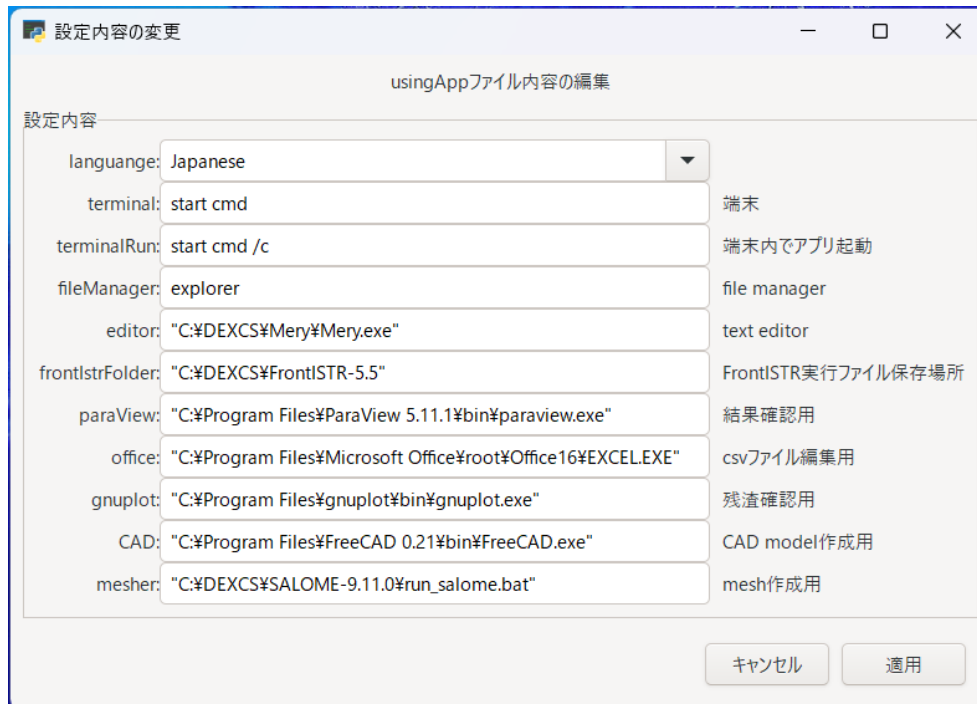 設定内容の変更
usingAppファイル内容の編集
設定内容
languange: Japanese
terminal: start cmd 端末
terminalRun: start cmd /c 端末内でアプリ起動
fileManager: explorer file manager
editor: "C:¥DEXCS¥Mery¥Mery.exe" text editor
frontIstrFolder: "C:¥DEXCS¥FrontISTR-5.5" FrontISTR実行ファイル保存場所
paraView: "C:¥Program Files¥ParaView 5.11.1¥bin¥paraview.exe" 結果確認用
office: "C:¥Program Files¥Microsoft Office¥root¥Office16¥EXCEL.EXE" csvファイル編集用
gnuplot: "C:¥Program Files¥gnuplot¥bin¥gnuplot.exe" 残渣確認用
CAD: "C:¥Program Files¥FreeCAD 0.21¥bin¥FreeCAD.exe" CAD model作成用
mesher: "C:¥DEXCS¥SALOME-9.11.0¥run_salome.bat" mesh作成用
キャンセル 適用